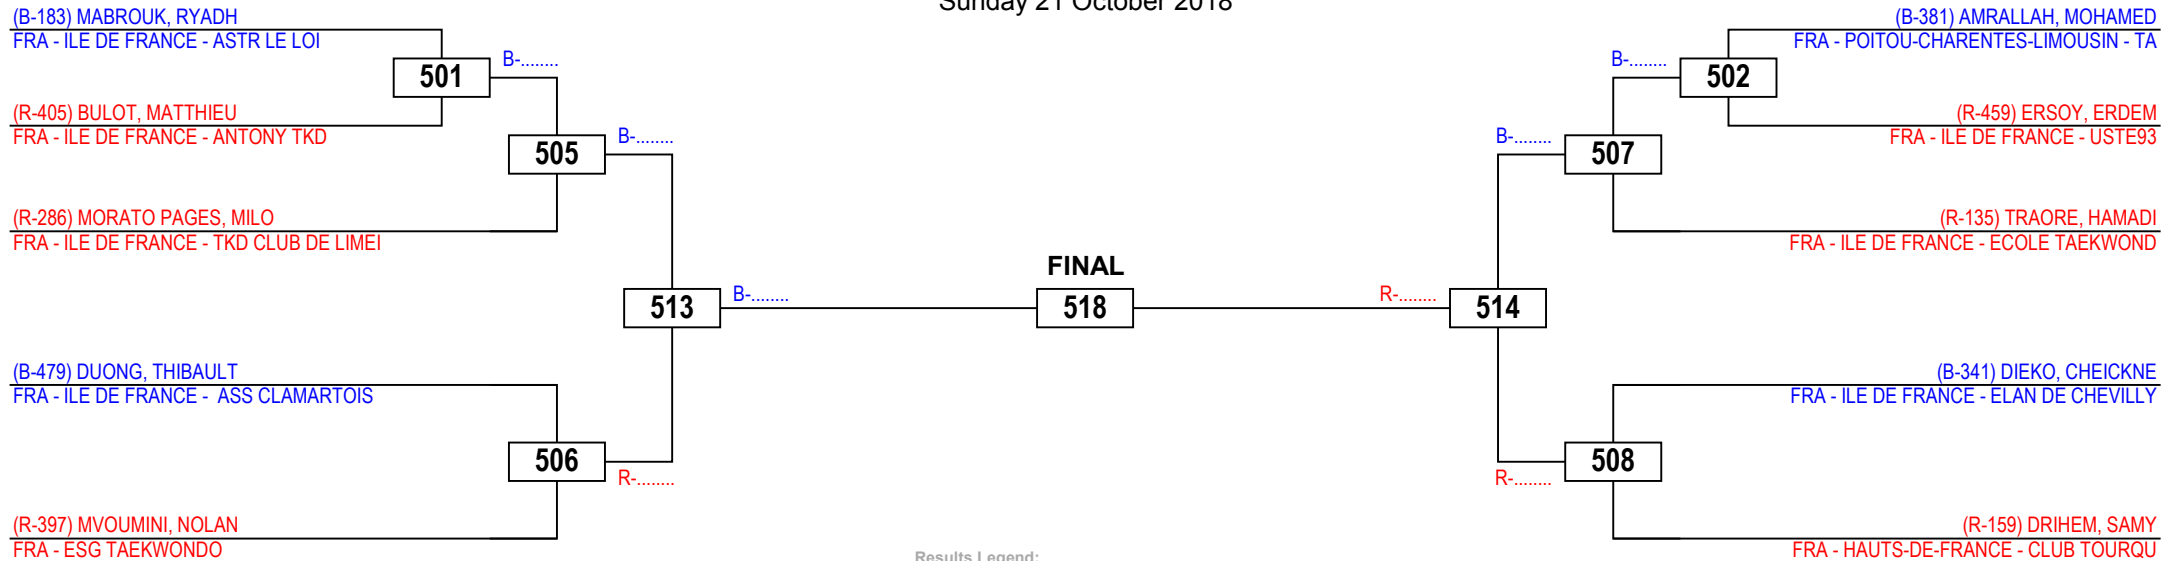 Sunday 21 October 2018
(B-183) MABROUK, RYADH
FRA - ILE DE FRANCE - ASTR LE LOI
501
B-........
(R-405) BULOT, MATTHIEU
FRA - ILE DE FRANCE - ANTONY TKD
505
B-........
(R-286) MORATO PAGES, MILO
FRA - ILE DE FRANCE - TKD CLUB DE LIMEI
513
B-........
(B-479) DUONG, THIBAULT
FRA - ILE DE FRANCE -  ASS CLAMARTOIS
506
R-........
(R-397) MVOUMINI, NOLAN
FRA - ESG TAEKWONDO
FINAL
518
(B-381) AMRALLAH, MOHAMED
FRA - POITOU-CHARENTES-LIMOUSIN - TA
B-........
502
(R-459) ERSOY, ERDEM
FRA - ILE DE FRANCE - USTE93
B-........
507
(R-135) TRAORE, HAMADI
FRA - ILE DE FRANCE - ECOLE TAEKWOND
R-........
514
(B-341) DIEKO, CHEICKNE
FRA - ILE DE FRANCE - ELAN DE CHEVILLY
508
R-........
(R-159) DRIHEM, SAMY
FRA - HAUTS-DE-FRANCE - CLUB TOURQU
Results Legend: